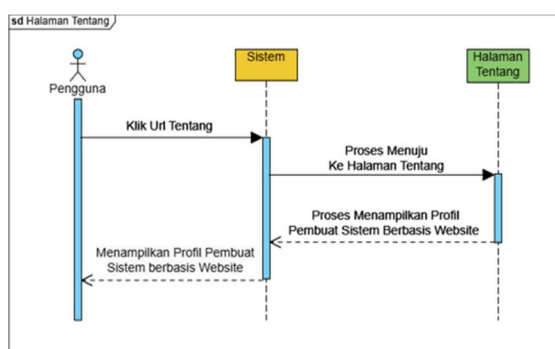 sd Halaman Tentang
Sistem
Halaman
Tentang
Pengguna
Klik Url Tentang
Proses Menuju
Ke Halaman Tentang
Proses Menampilkan Profil
Pembuat Sistem Berbasis Website
Menampilkan Profil Pembuat
Sistem berbasis Website